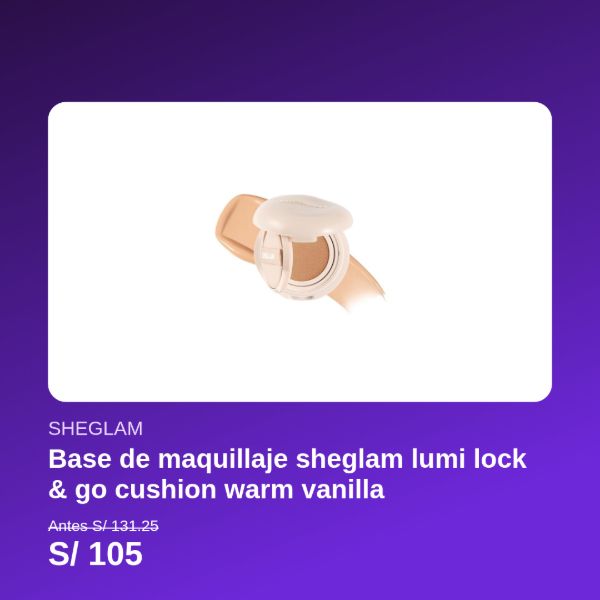 SHEGLAM
Base de maquillaje sheglam lumi lock
& go cushion warm vanilla
Antes S/ 131.25
S/ 105